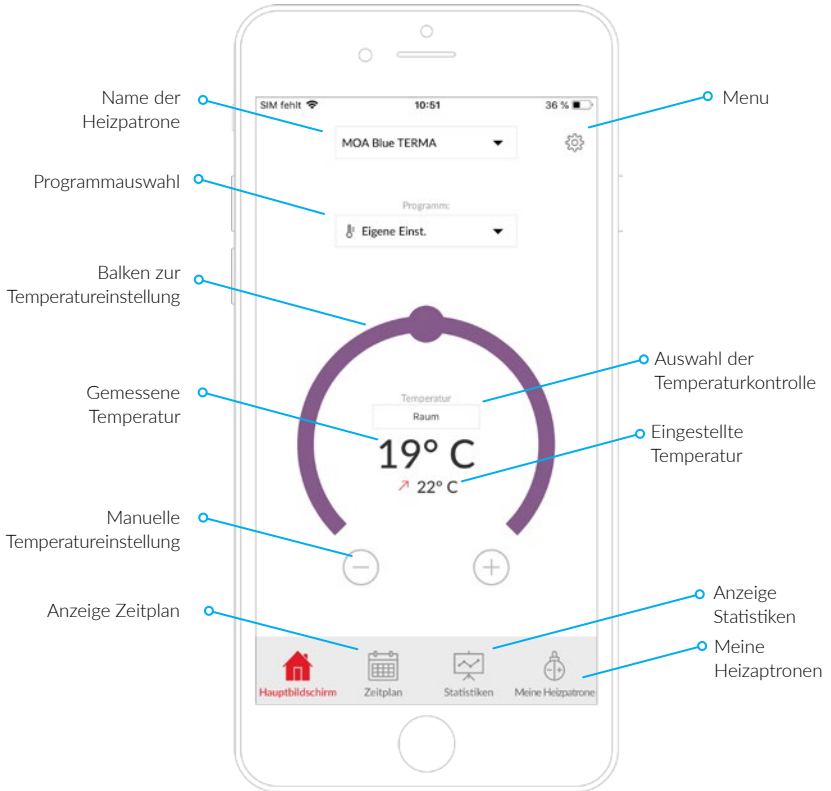 SIM fehlt 10:51 36 %
Name der
Heizpatrone
Menu
MOA Blue TERMA
Programmauswahl
Programm:
Eigene Einst.
Balken zur
Temperatureinstellung
Auswahl der
Temperaturkontrolle
Gemessene
Temperatur
Temperatur
Raum
19° C
22° C
Eingestellte
Temperatur
Manuelle
Temperatureinstellung
Anzeige Zeitplan
Anzeige
Statistiken
Meine
Heizaptronen
Hauptbildschirm Zeitplan Statistiken Meine Heizpatrone